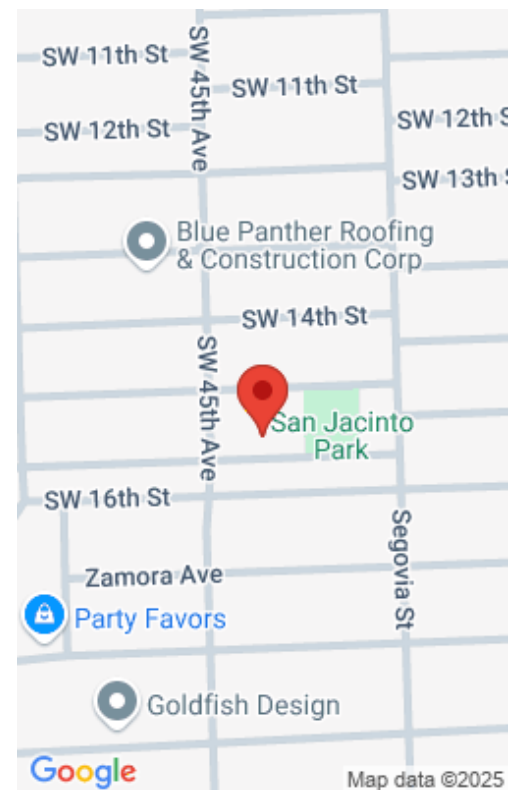 SW 11th St
SW 45th Ave
SW 11th St
SW 12th St
SW 12th S
SW 13th
Blue Panther Roofing
& Construction Corp
SW 14th St
SW 45th Ave
San Jacinto
Park
SW 16th St
Segovia St
Zamora Ave
Party Favors
Goldfish Design
Google
Map data ©2025